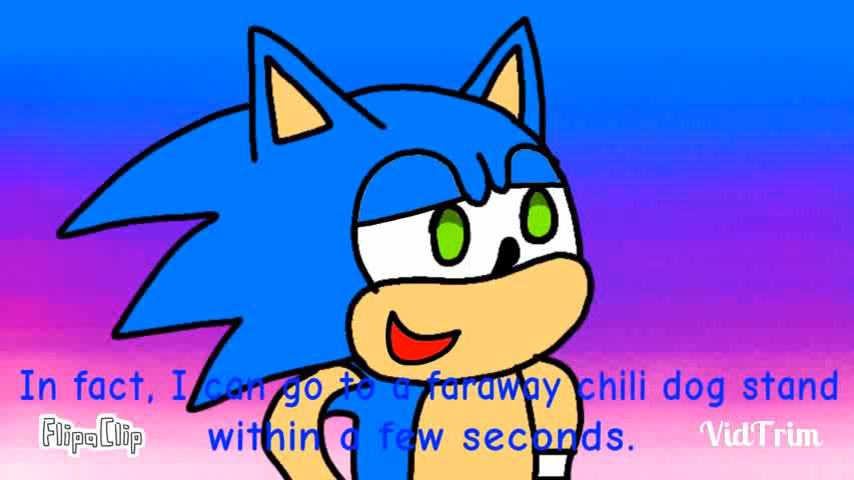 In fact, I can go to a faraway chili dog stand
within a few seconds.
FlipaClip
VidTrim